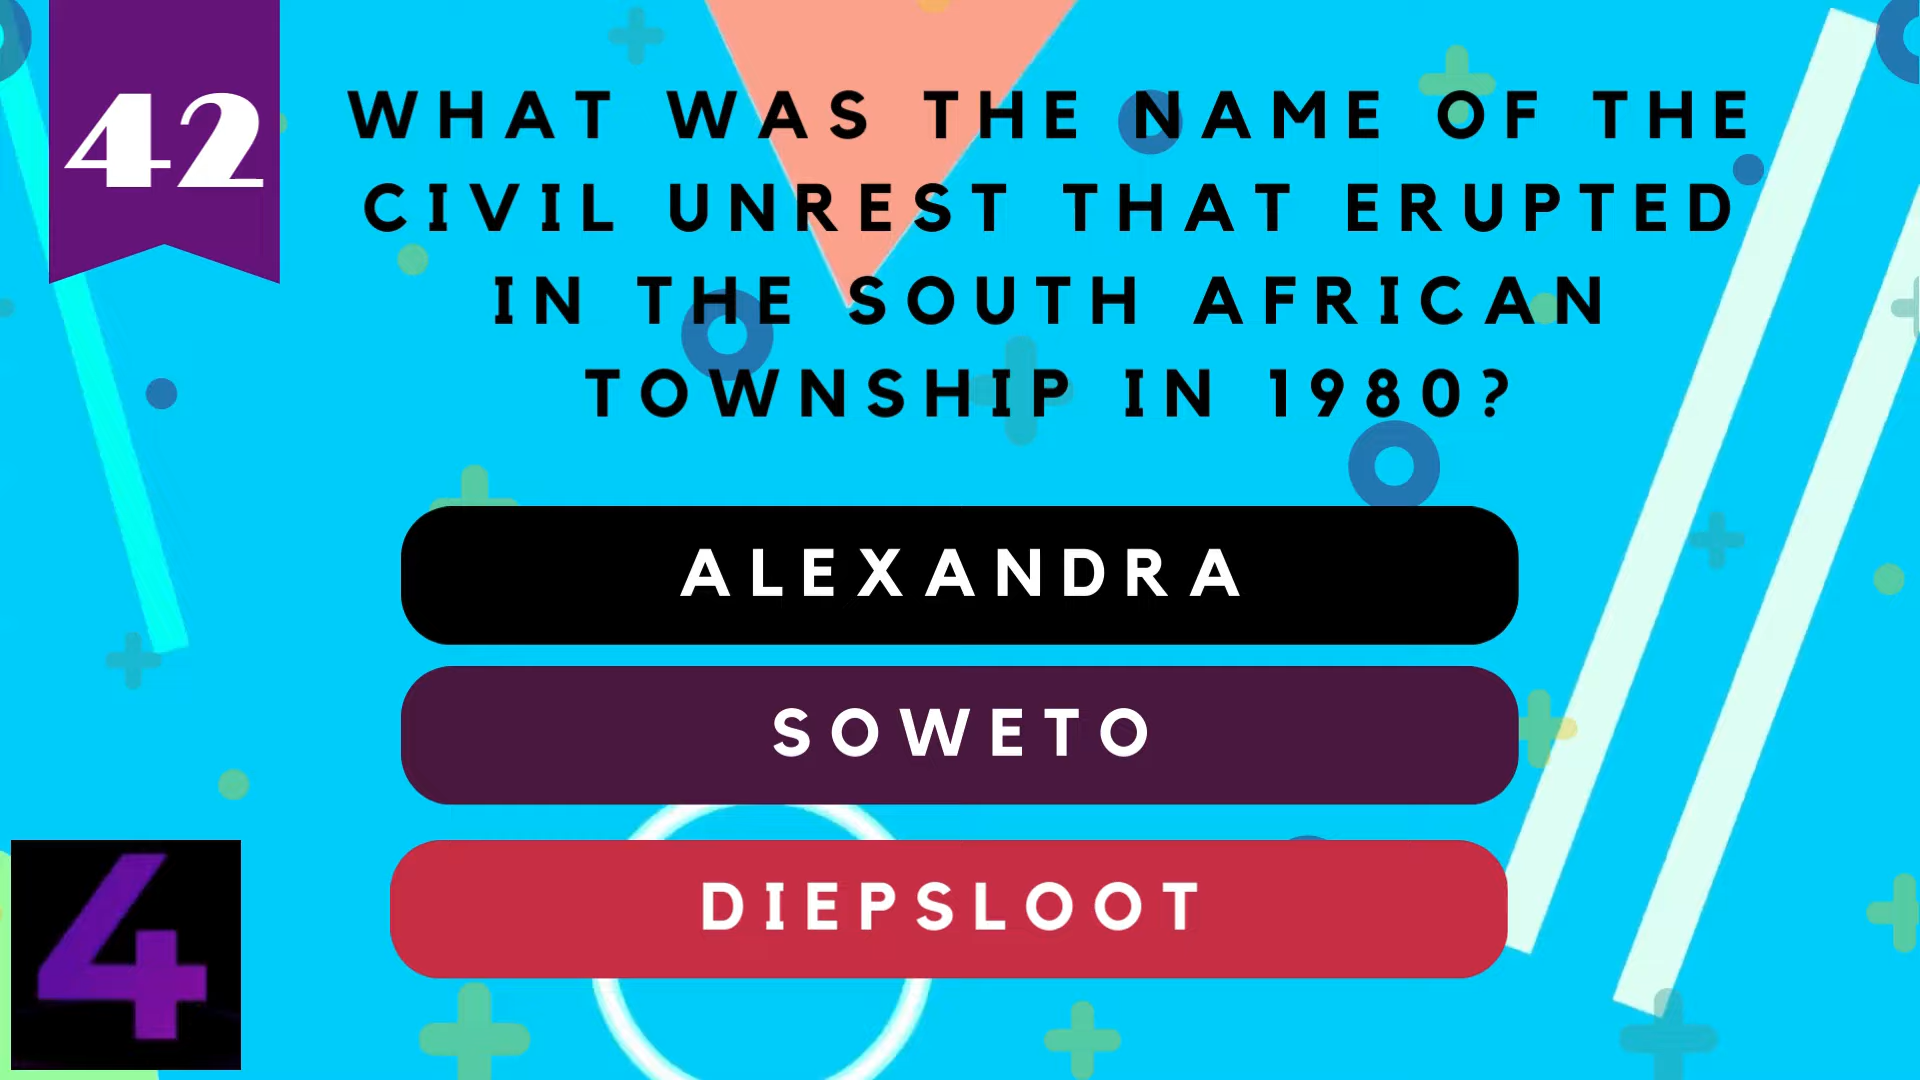 42
WHAT WAS THE NAME OF THE
CIVIL UNREST THAT ERUPTED
IN THE SOUTH AFRICAN
TOWNSHIP IN 1980?
ALEXANDRA
SOWETO
DIEPSLOOT
4